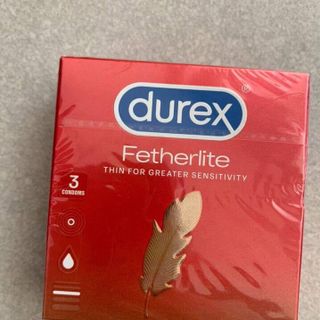 durex®
Fetherlite
THIN FOR GREATER SENSITIVITY
3
CONDOMS